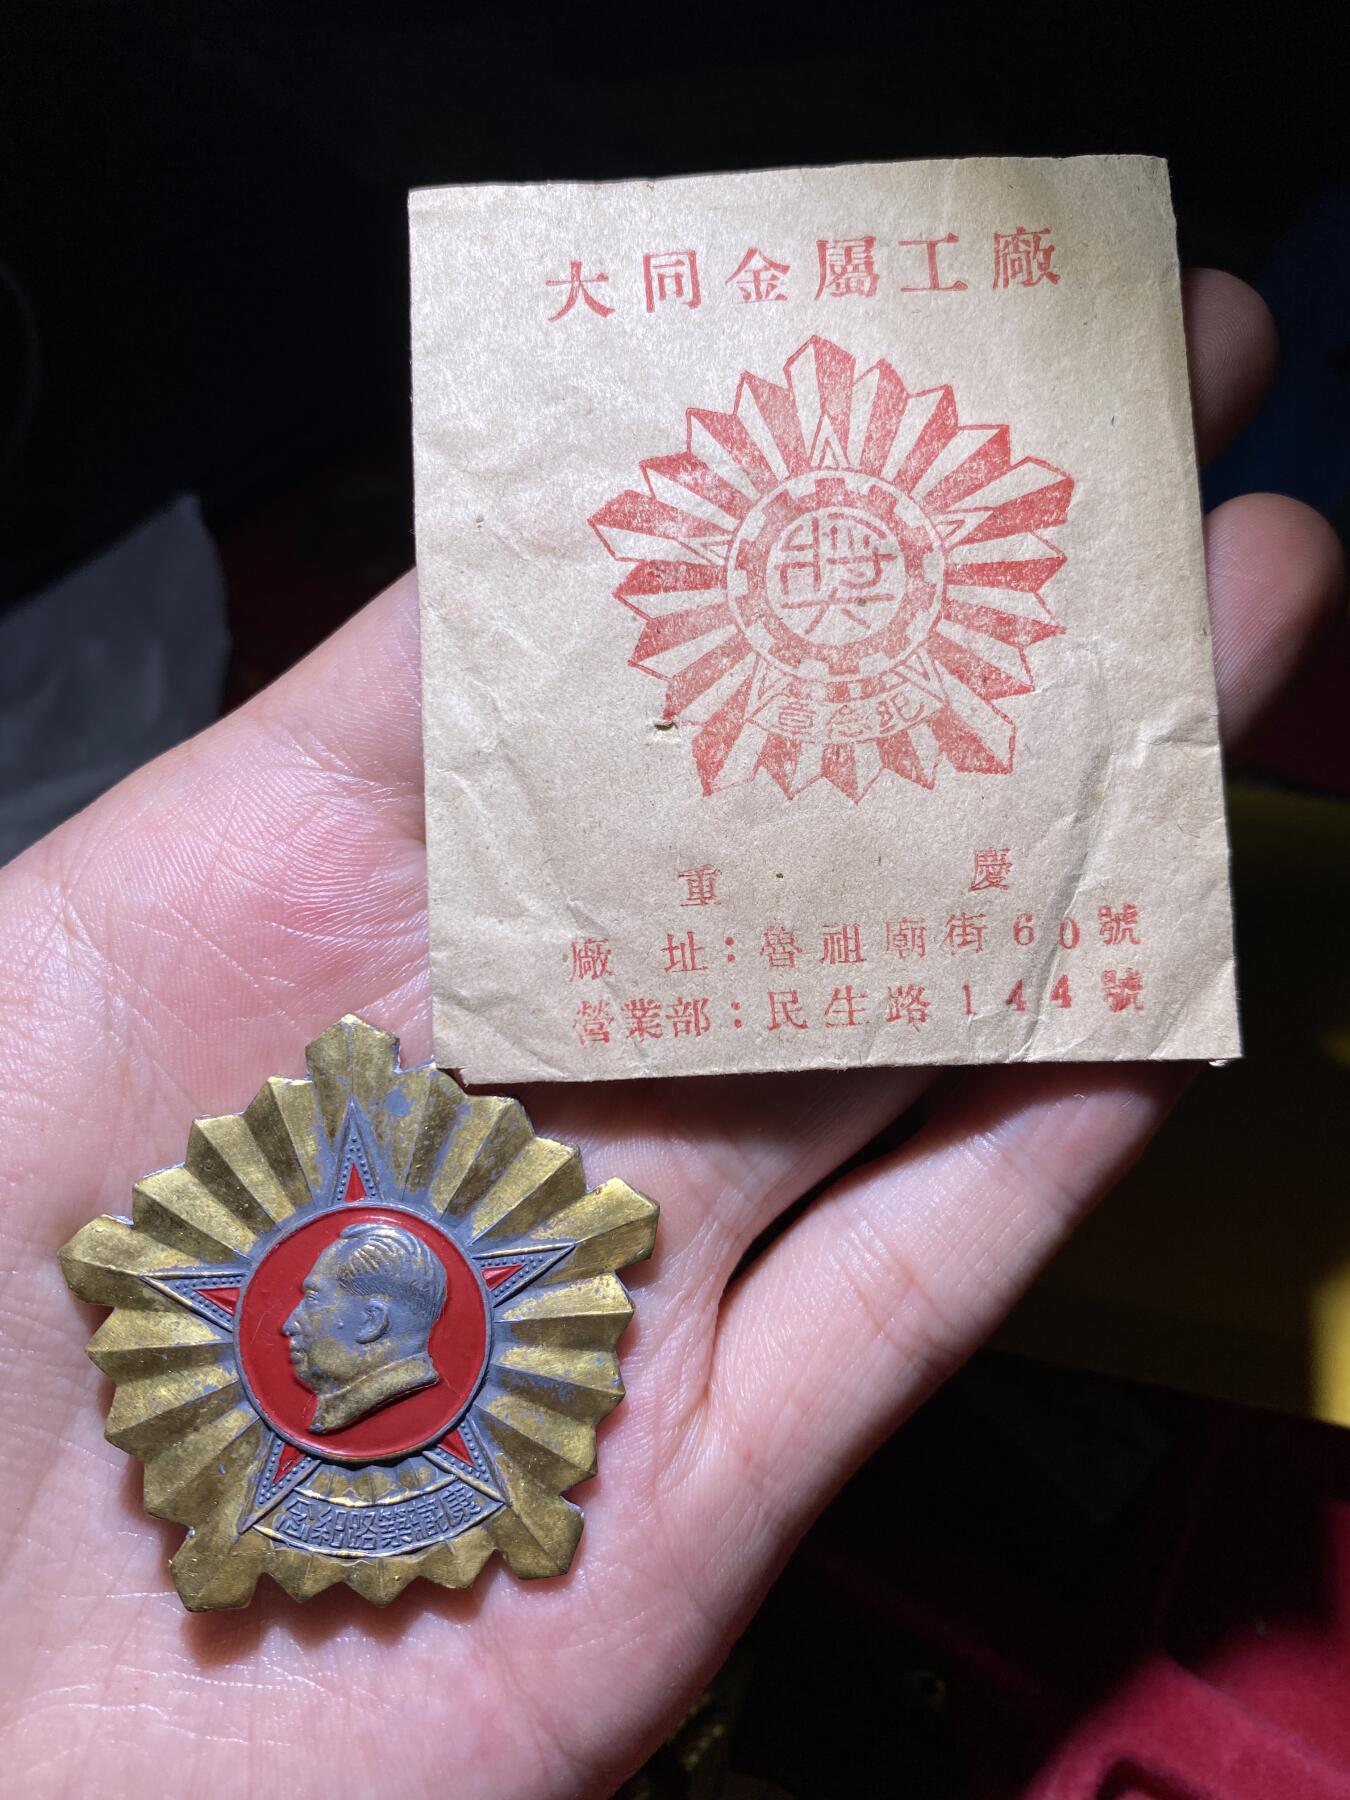 大同金屬工廠
獎
紀念章
重慶
廠址：魯祖廟街60號
營業部：民生路144號
康藏築路紀念